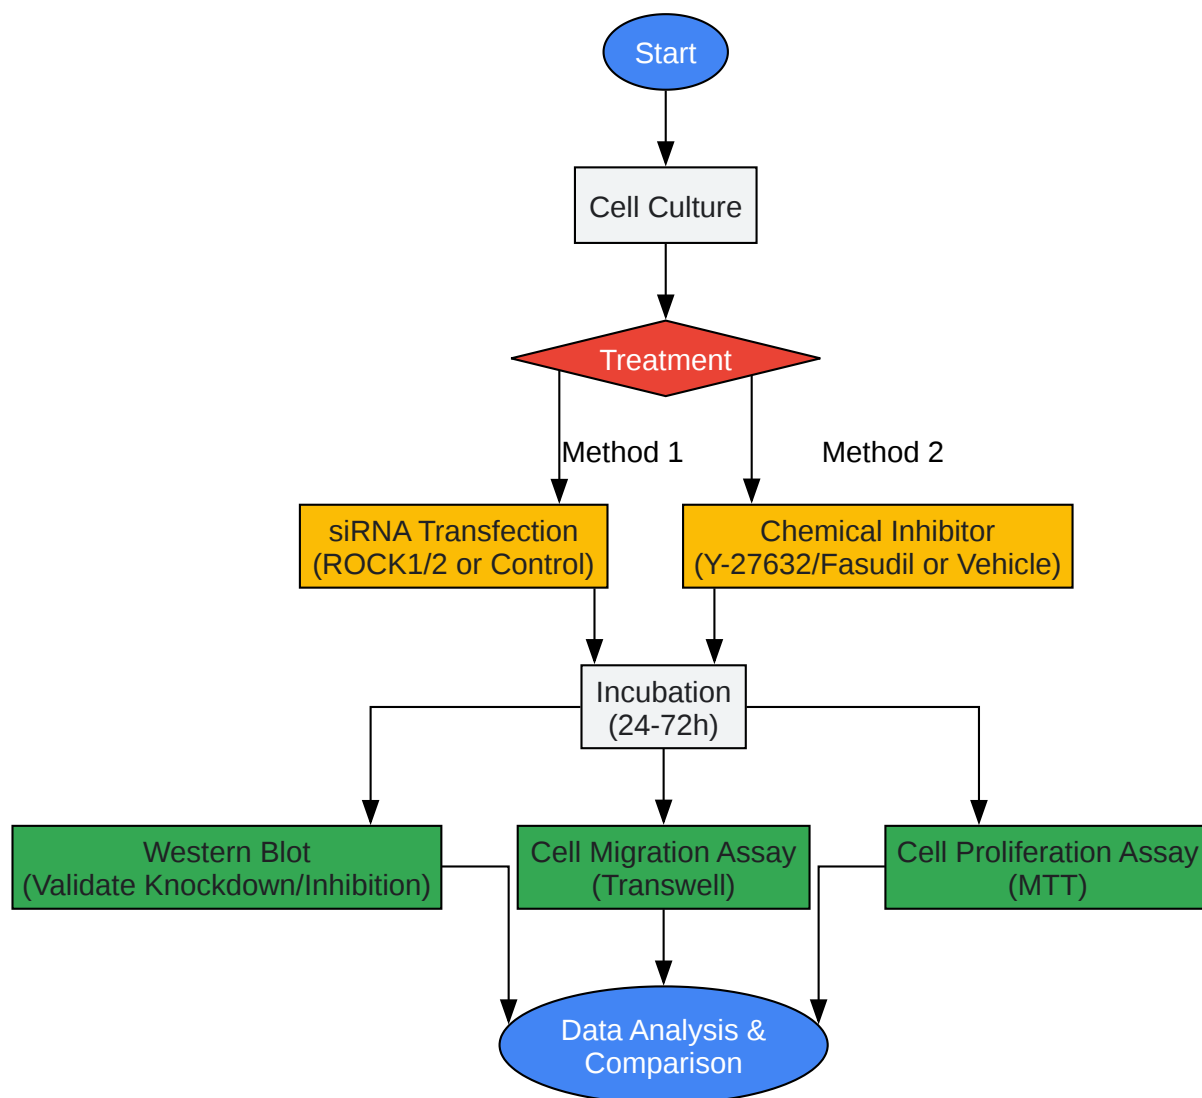 Start
Cell Culture
Treatment
Method 1
Method 2
siRNA Transfection
(ROCK1/2 or Control)
Chemical Inhibitor
(Y-27632/Fasudil or Vehicle)
Incubation
(24-72h)
Western Blot
(Validate Knockdown/Inhibition)
Cell Migration Assay
(Transwell)
Cell Proliferation Assay
(MTT)
Data Analysis &
Comparison